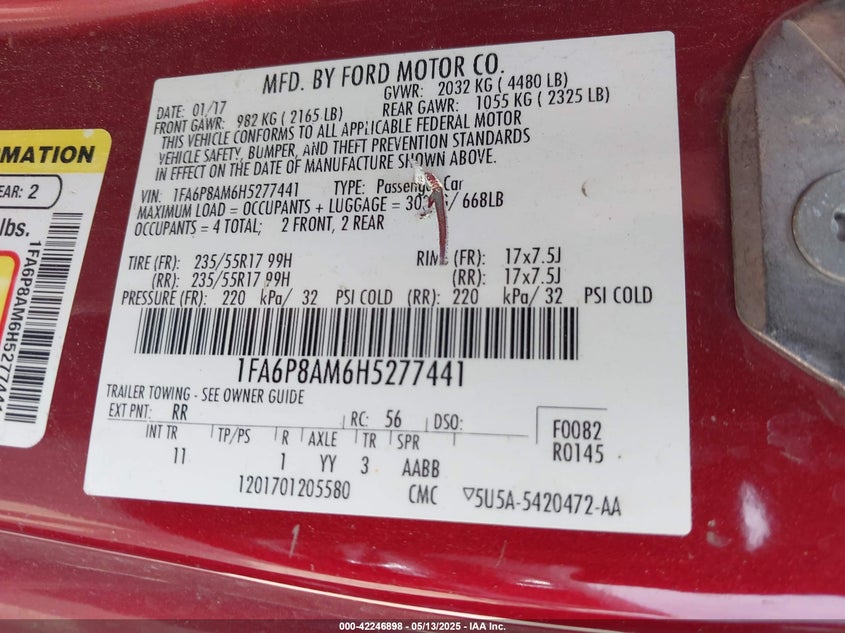 MFD. BY FORD MOTOR CO.
DATE: 01/17 GVWR: 2032 KG ( 4480 LB)
FRONT GAWR: 982 KG ( 2165 LB) REAR GAWR: 1055 KG ( 2325 LB)
THIS VEHICLE CONFORMS TO ALL APPLICABLE FEDERAL MOTOR
VEHICLE SAFETY, BUMPER, AND THEFT PREVENTION STANDARDS
IN EFFECT ON THE DATE OF MANUFACTURE SHOWN ABOVE.
VIN: 1FA6P8AM6H5277441 TYPE: Passenger Car
MAXIMUM LOAD = OCCUPANTS + LUGGAGE = / 668LB
OCCUPANTS = 4 TOTAL; 2 FRONT, 2 REAR
TIRE (FR): 235/55R17 99H RIM (FR): 17x7.5J
(RR): 235/55R17 99H (RR): 17x7.5J
PRESSURE (FR): 220 kPa/ 32 PSI COLD (RR): 220 kPa/ 32 PSI COLD
1FA6P8AM6H5277441
TRAILER TOWING - SEE OWNER GUIDE
EXT PNT: RR RC: 56 DSO:
INT TR TP/PS R AXLE TR SPR
11 1 YY 3 AABB
F0082
R0145
1201701205580 CMC ▽5U5A-5420472-AA
RMATION
EAR: 2
lbs.
1FA6P8AM6H5277441
000-42246898 - 05/13/2025 - IAA Inc.